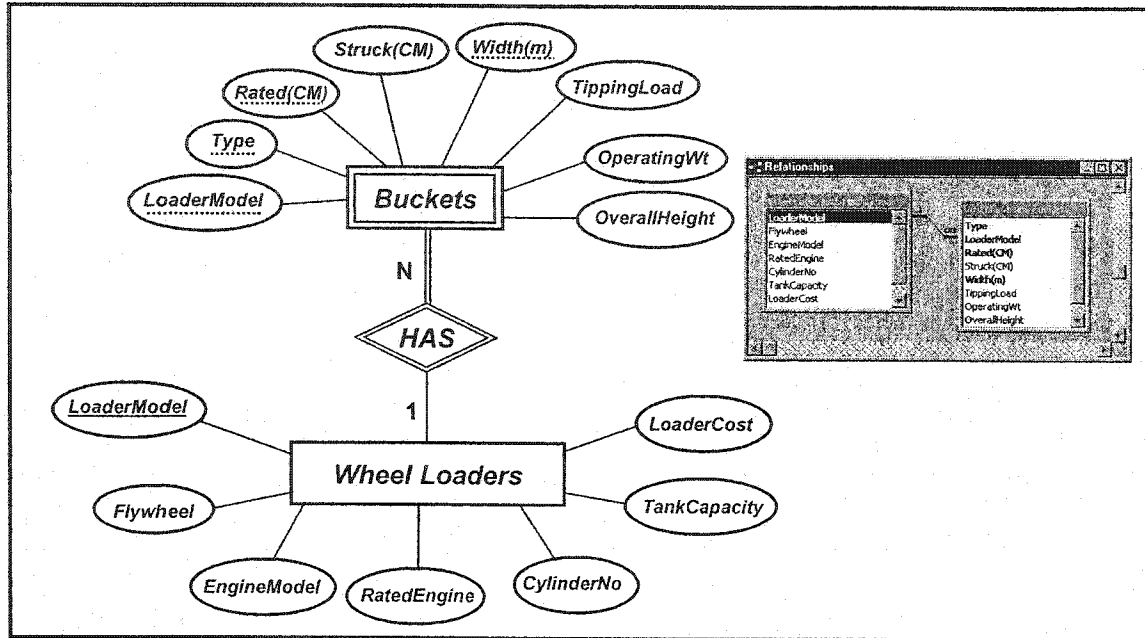 Struck(CM)
Width(m)
Rated(CM)
TippingLoad
Type
OperatingWt
LoaderModel
Buckets
OverallHeight
N
HAS
1
LoaderModel
LoaderCost
Wheel Loaders
Flywheel
TankCapacity
EngineModel
RatedEngine
CylinderNo
Relationships
LoaderModel
Flywheel
EngineModel
RatedEngine
CylinderNo
TankCapacity
LoaderCost
Type
LoaderModel
Rated(CM)
Struck(CM)
Width(m)
TippingLoad
OperatingWt
OverallHeight